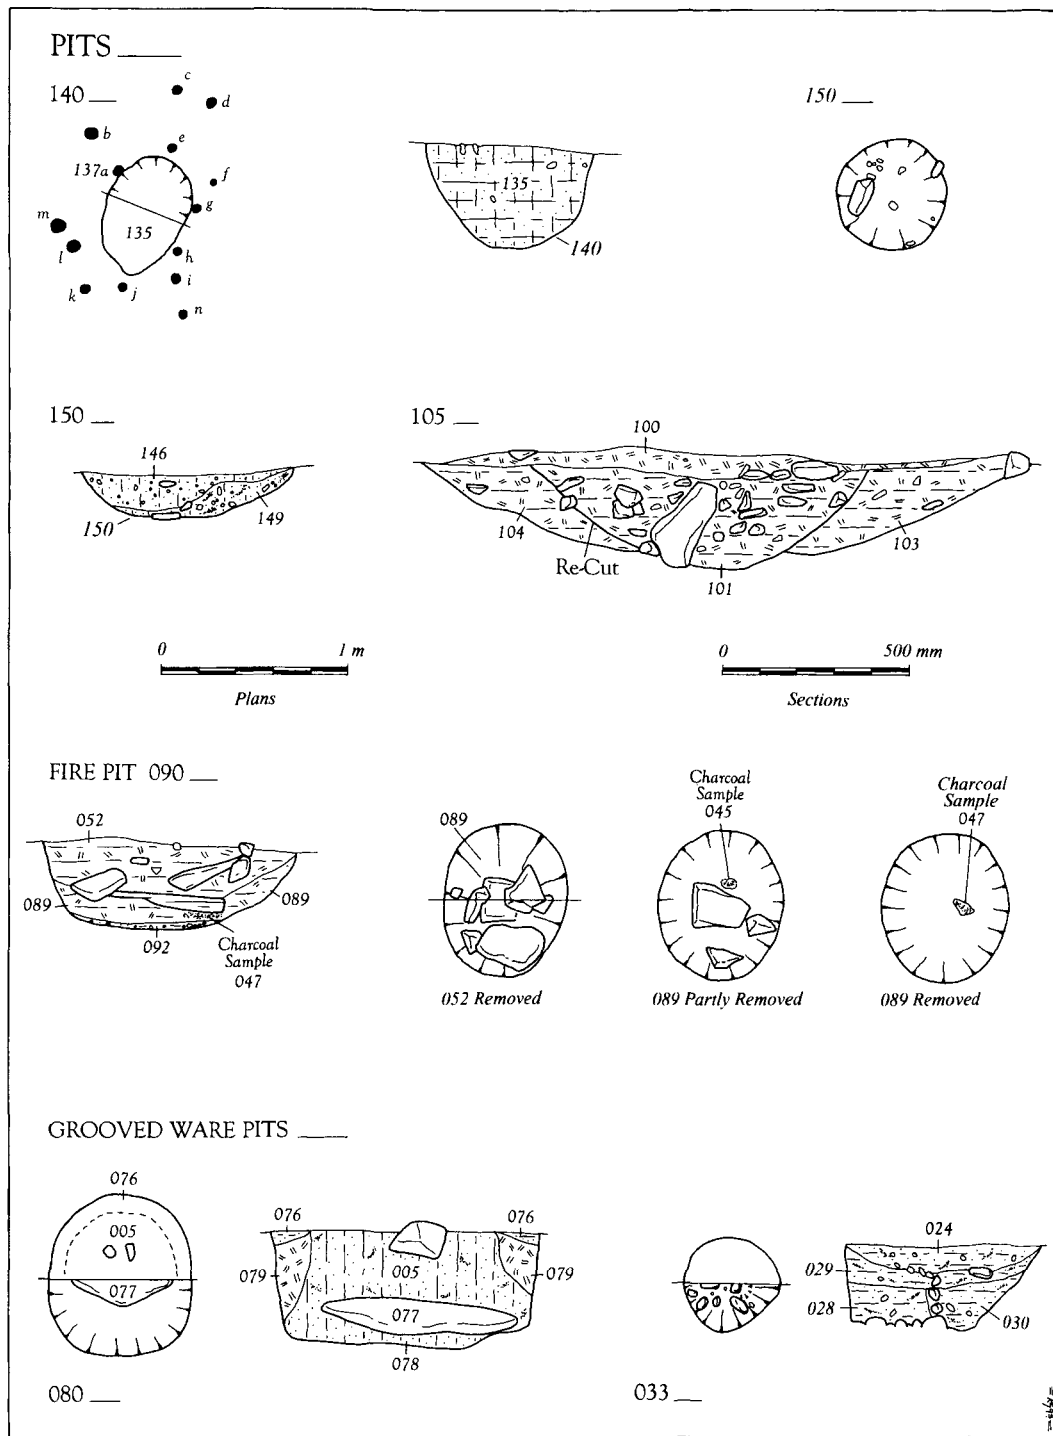 PITS
140
c
d
b
e
137a
f
g
m
135
l
h
i
k
j
n
135
140
150
150
146
150
149
105
100
104
103
Re-Cut
101
0 1 m
Plans
0 500 mm
Sections
FIRE PIT 090
052
089
089
092
Charcoal
Sample
047
089
052 Removed
Charcoal
Sample
045
089 Partly Removed
Charcoal
Sample
047
089 Removed
GROOVED WARE PITS
076
005
077
080
076
076
079
005
079
077
078
024
029
028
030
033